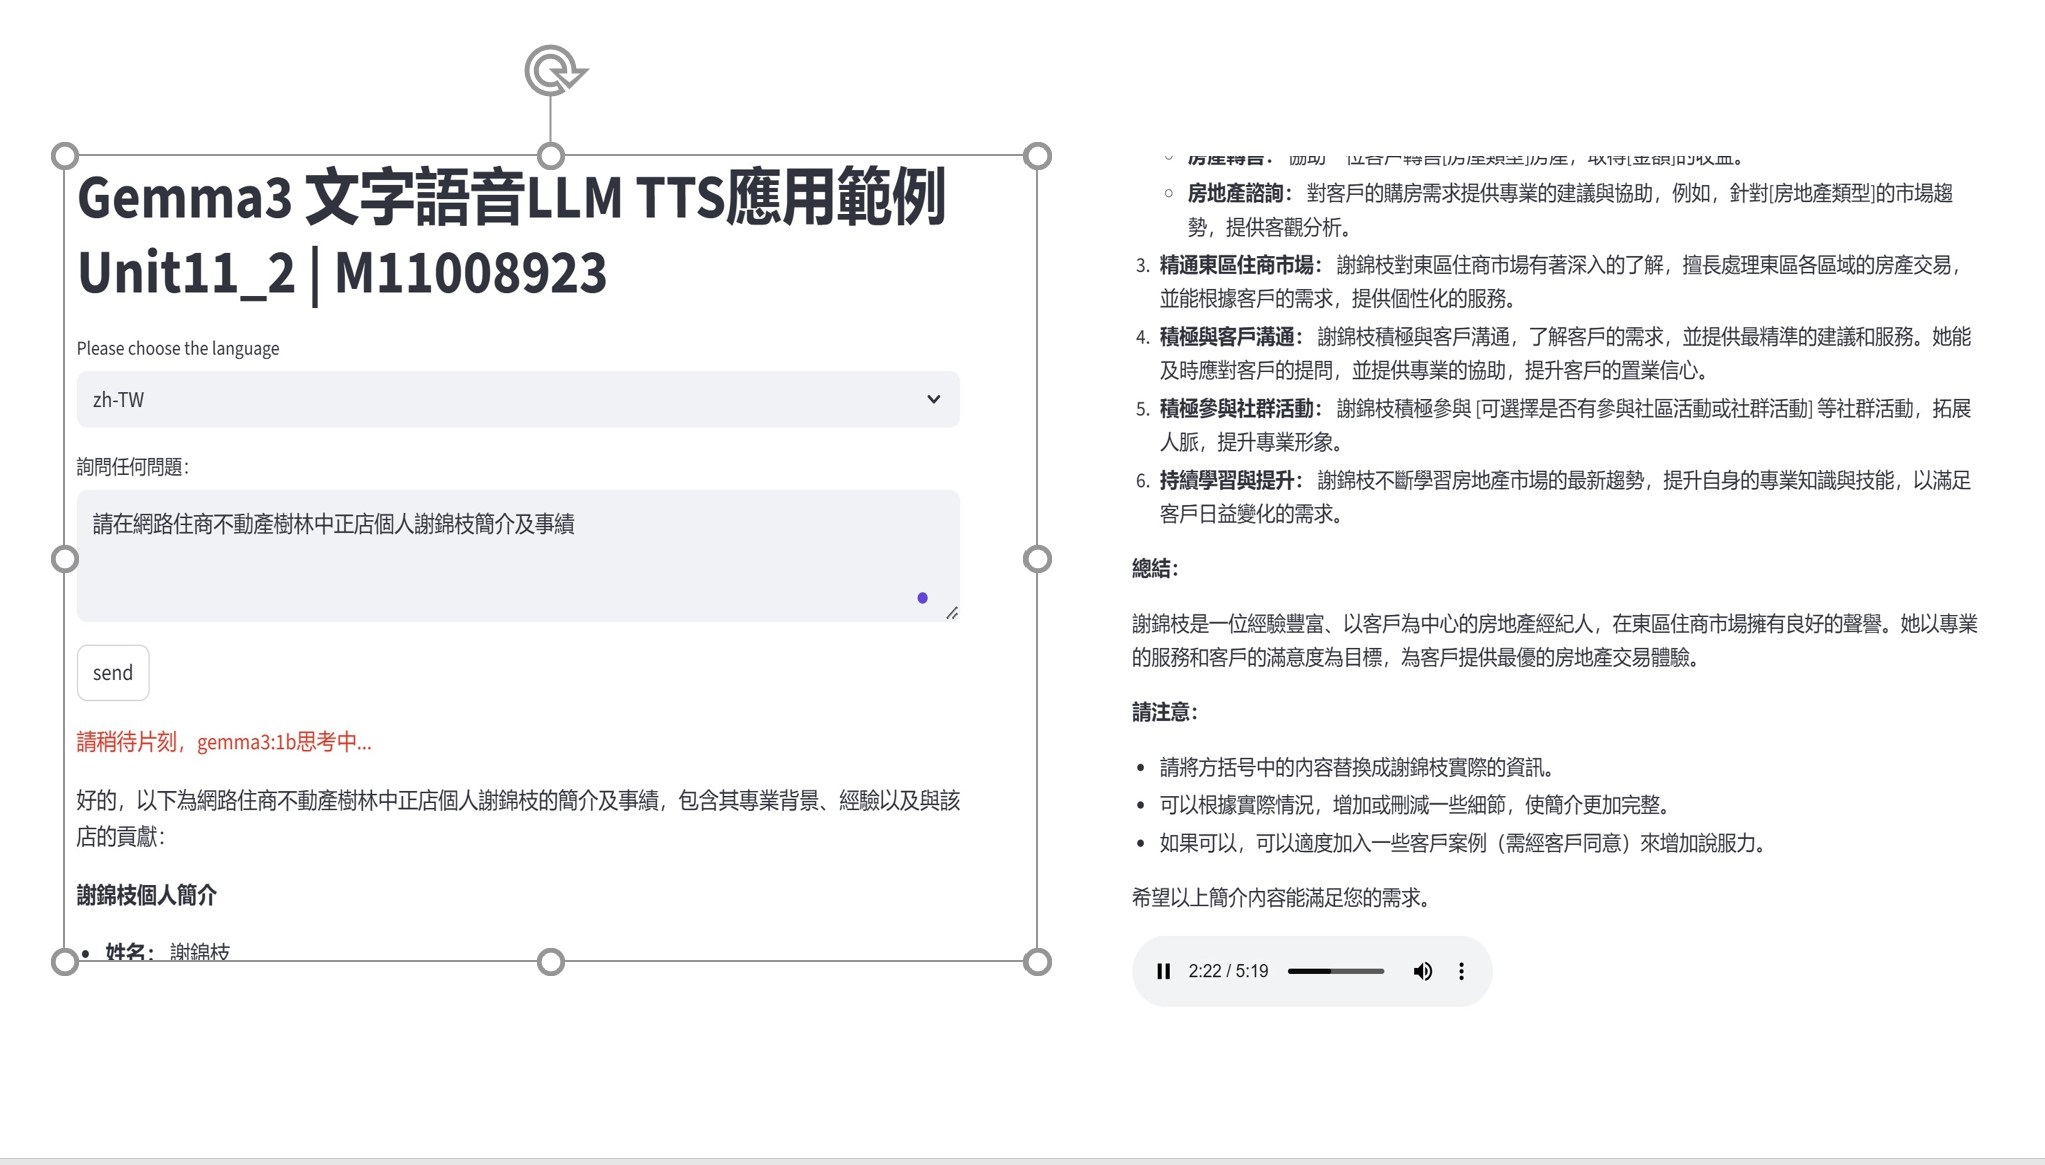 Gemma3 文字語音LLM TTS應用範例
Unit11_2 | M11008923
Please choose the language
zh-TW
詢問任何問題：
請在網路住商不動產樹林中正店個人謝錦枝簡介及事績
send
請稍待片刻，gemma3:1b思考中...
好的，以下為網路住商不動產樹林中正店個人謝錦枝的簡介及事績，包含其專業背景、經驗以及與該
店的貢獻：
謝錦枝個人簡介
• 姓名： 謝錦枝
○ 房產轉售： 協助一位客戶轉售[房屋類型]房產，取得[金額]的收益。
○ 房地產諮詢： 對客戶的購房需求提供專業的建議與協助，例如，針對[房地產類型]的市場趨
勢，提供客觀分析。
3. 精通東區住商市場： 謝錦枝對東區住商市場有著深入的了解，擅長處理東區各區域的房產交易，
並能根據客戶的需求，提供個性化的服務。
4. 積極與客戶溝通： 謝錦枝積極與客戶溝通，了解客戶的需求，並提供最精準的建議和服務。她能
及時應對客戶的提問，並提供專業的協助，提升客戶的置業信心。
5. 積極參與社群活動： 謝錦枝積極參與 [可選擇是否有參與社區活動或社群活動] 等社群活動，拓展
人脈，提升專業形象。
6. 持續學習與提升： 謝錦枝不斷學習房地產市場的最新趨勢，提升自身的專業知識與技能，以滿足
客戶日益變化的需求。
總結：
謝錦枝是一位經驗豐富、以客戶為中心的房地產經紀人，在東區住商市場擁有良好的聲譽。她以專業
的服務和客戶的滿意度為目標，為客戶提供最優的房地產交易體驗。
請注意：
• 請將方括号中的內容替換成謝錦枝實際的資訊。
• 可以根據實際情況，增加或刪減一些細節，使簡介更加完整。
• 如果可以，可以適度加入一些客戶案例（需經客戶同意）來增加說服力。
希望以上簡介內容能滿足您的需求。
2:22 / 5:19